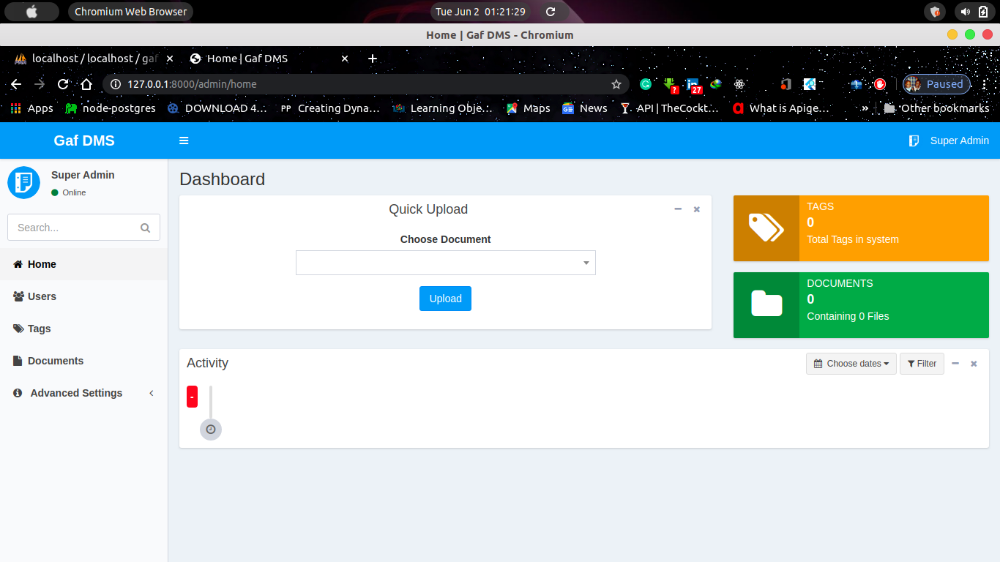 Chromium Web Browser
Tue Jun 2 01:21:29
Home | Gaf DMS - Chromium
localhost / localhost / gaf
Home | Gaf DMS
127.0.0.1:8000/admin/home
?
27
Paused
Apps
node-postgres
DOWNLOAD 4...
PP Creating Dyna...
Learning Obje...
Maps
News
API | TheCockt...
What is Apige...
»
Other bookmarks
Gaf DMS
Super Admin
Super Admin
Online
Search...
Home
Users
Tags
Documents
Advanced Settings
Dashboard
Quick Upload
Choose Document
Upload
TAGS
0
Total Tags in system
DOCUMENTS
0
Containing 0 Files
Activity
Choose dates
Filter
-